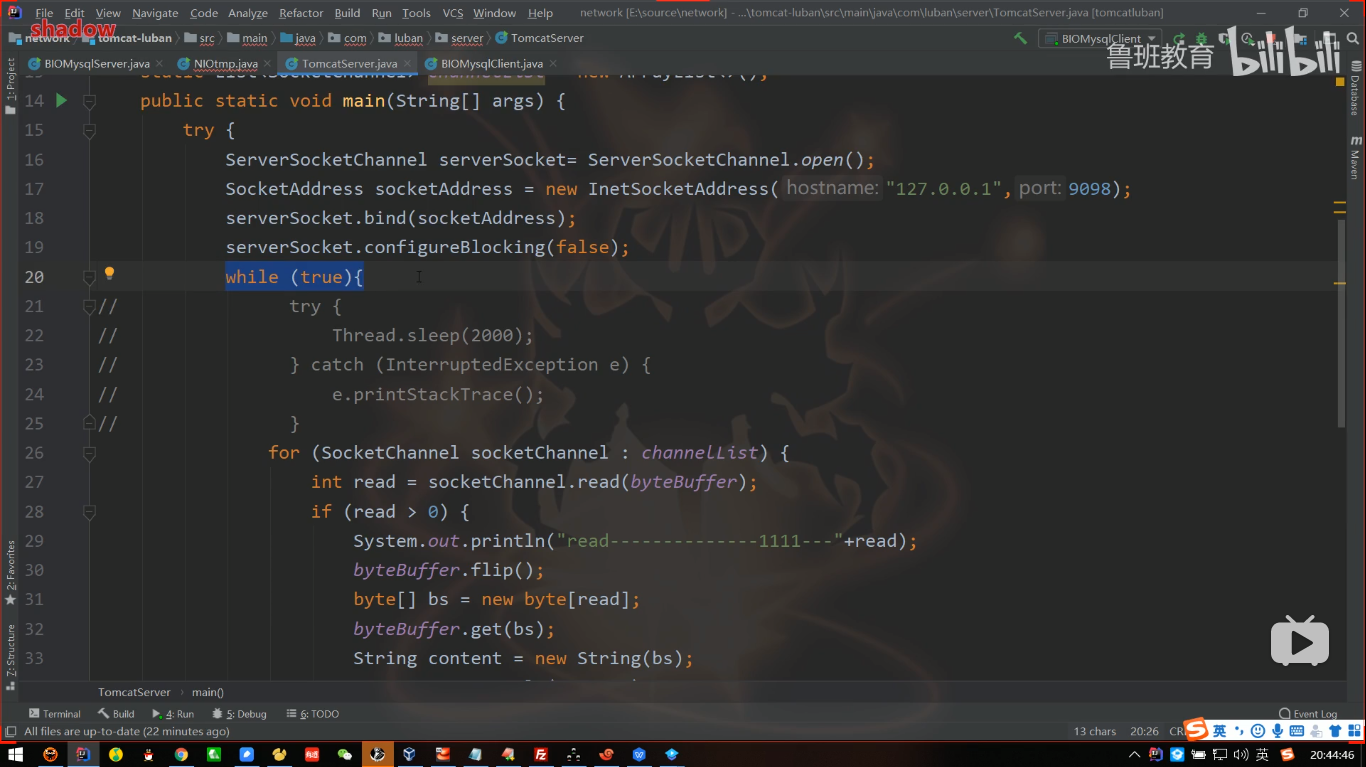 File Edit View Navigate Code Analyze Refactor Build Run Tools VCS Window Help network [E:\source\network] - ...\tomcat-luban\src\main\java\com\luban\server\TomcatServer.java [tomcatluban]
shadow
network tomcat-luban src main java com luban server TomcatServer BIOMysqlClient
鲁班教育 bilibili
BIOMysqlServer.java NIOtmp.java TomcatServer.java BIOMysqlClient.java
14 public static void main(String[] args) {
15 try {
16 ServerSocketChannel serverSocket= ServerSocketChannel.open();
17 SocketAddress socketAddress = new InetSocketAddress( hostname: "127.0.0.1", port: 9098);
18 serverSocket.bind(socketAddress);
19 serverSocket.configureBlocking(false);
20 while (true){
21 // try {
22 // Thread.sleep(2000);
23 // } catch (InterruptedException e) {
24 // e.printStackTrace();
25 // }
26 for (SocketChannel socketChannel : channelList) {
27 int read = socketChannel.read(byteBuffer);
28 if (read > 0) {
29 System.out.println("read--------------1111---"+read);
30 byteBuffer.flip();
31 byte[] bs = new byte[read];
32 byteBuffer.get(bs);
33 String content = new String(bs);
1: Project
2: Favorites
Z: Structure
Database
Maven
TomcatServer main()
Terminal Build 4: Run 5: Debug 6: TODO Event Log
All files are up-to-date (22 minutes ago) 13 chars 20:26 英
英 20:44:46